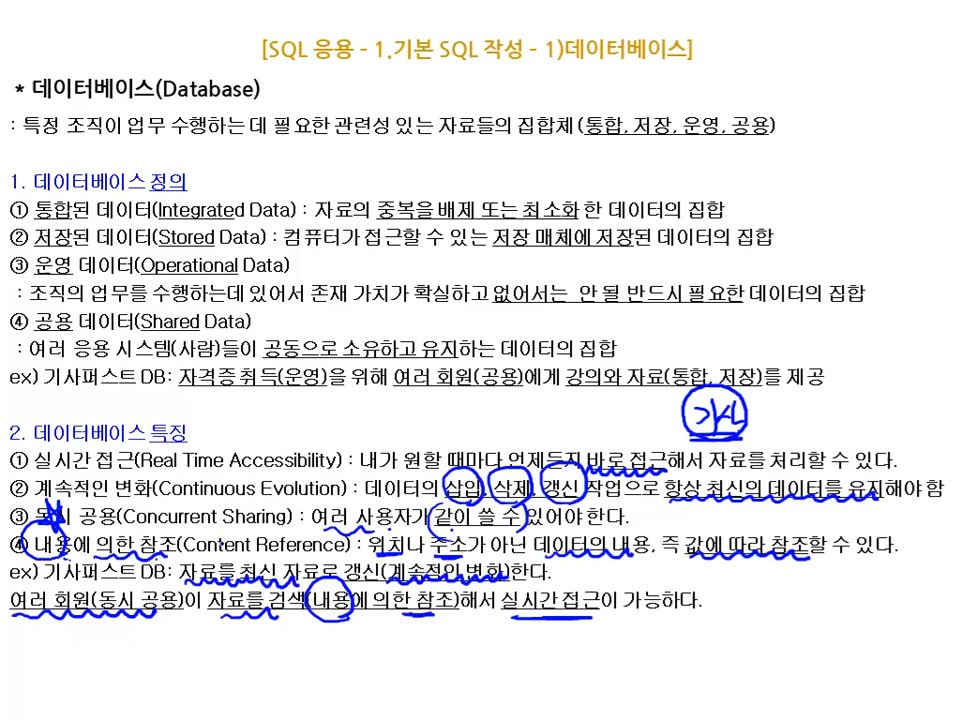 [SQL 응용 - 1.기본 SQL 작성 - 1)데이터베이스]
* 데이터베이스(Database)
: 특정 조직이 업무 수행하는 데 필요한 관련성 있는 자료들의 집합체 (통합, 저장, 운영, 공용)
1. 데이터베이스 정의
① 통합된 데이터(Integrated Data) : 자료의 중복을 배제 또는 최소화 한 데이터의 집합
② 저장된 데이터(Stored Data) : 컴퓨터가 접근할 수 있는 저장 매체에 저장된 데이터의 집합
③ 운영 데이터(Operational Data)
: 조직의 업무를 수행하는데 있어서 존재 가치가 확실하고 없어서는 안 될 반드시 필요한 데이터의 집합
④ 공용 데이터(Shared Data)
: 여러 응용 시스템(사람)들이 공동으로 소유하고 유지하는 데이터의 집합
ex) 기사퍼스트 DB: 자격증 취득(운영)을 위해 여러 회원(공용)에게 강의와 자료(통합, 저장)를 제공
2. 데이터베이스 특징
① 실시간 접근(Real Time Accessibility) : 내가 원할 때마다 언제든지 바로 접근해서 자료를 처리할 수 있다.
② 계속적인 변화(Continuous Evolution) : 데이터의 삽입, 삭제, 갱신 작업으로 항상 최신의 데이터를 유지해야 함
③ 동시 공용(Concurrent Sharing) : 여러 사용자가 같이 쓸 수 있어야 한다.
④ 내용에 의한 참조(Content Reference) : 위치나 주소가 아닌 데이터의 내용, 즉 값에 따라 참조할 수 있다.
ex) 기사퍼스트 DB: 자료를 최신 자료로 갱신(계속적인 변화)한다.
여러 회원(동시 공용)이 자료를 검색(내용에 의한 참조)해서 실시간 접근이 가능하다.